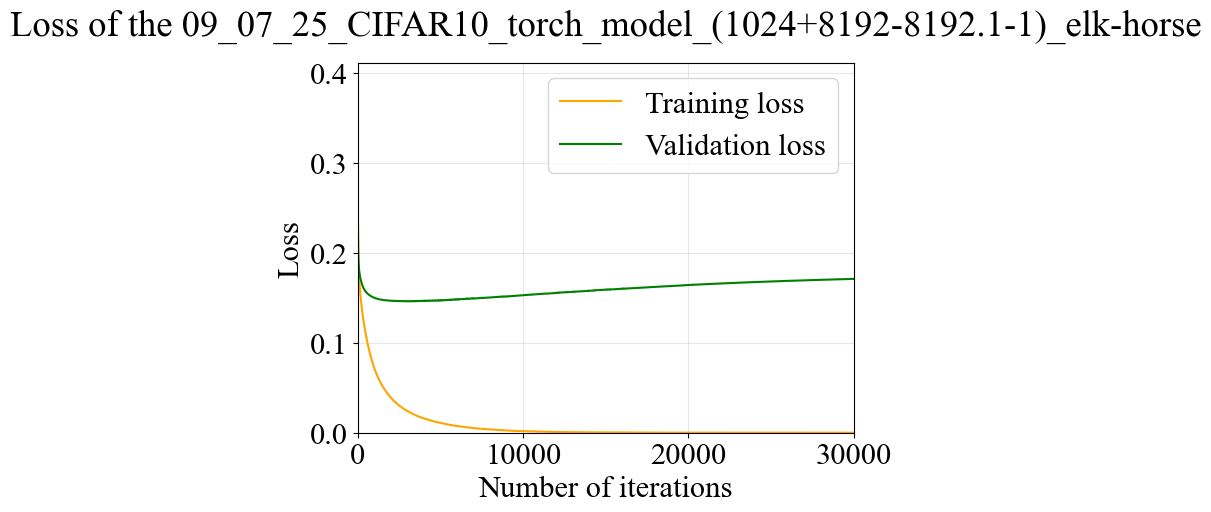 Loss of the 09_07_25_CIFAR10_torch_model_(1024+8192-8192.1-1)_elk-horse
0.4
Training loss
Validation loss
0.3
0.2
Loss
0.1
0.0
0 10000 20000 30000
Number of iterations